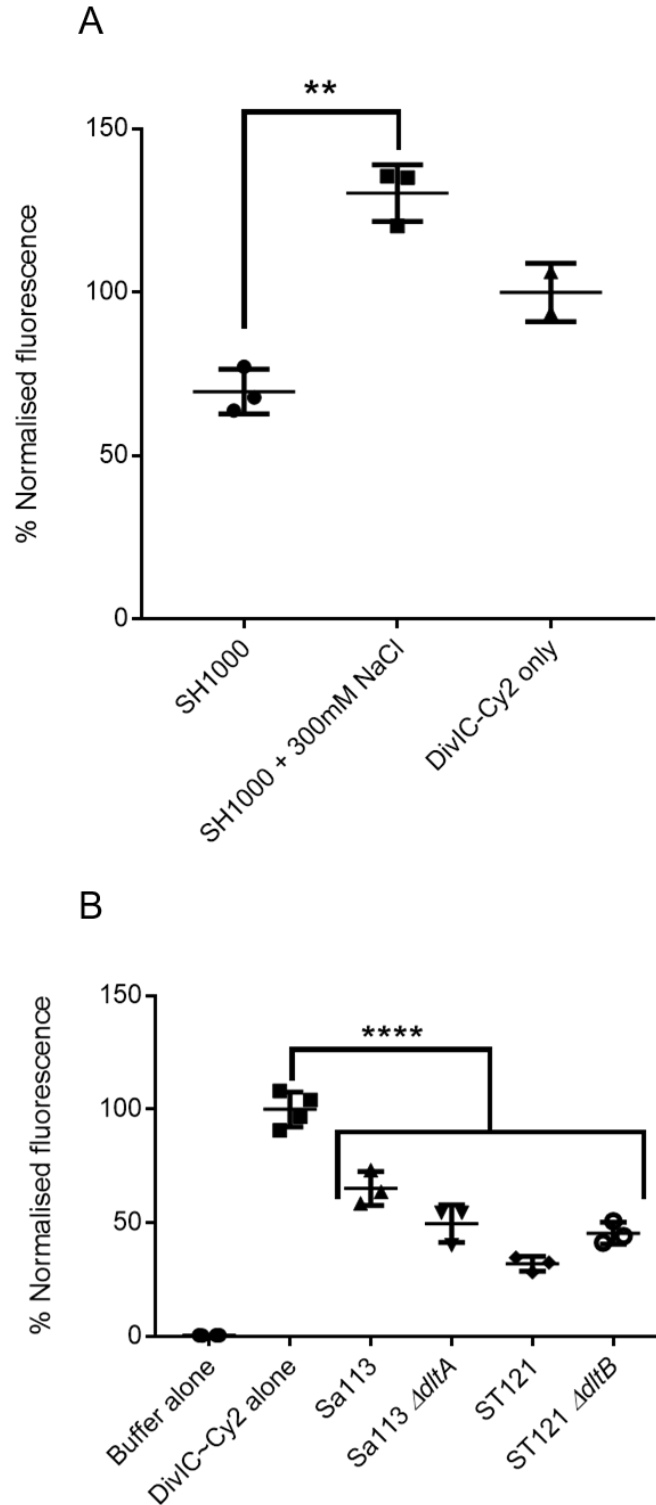 A
**
% Normalised fluorescence
150
100
50
0
SH1000
SH1000 + 300mM NaCl
DivIC-Cy2 only
B
% Normalised fluorescence
150
100
50
0
****
Buffer alone
DivIC~Cy2 alone
Sa113
Sa113 ΔdltA
ST121
ST121 ΔdltB